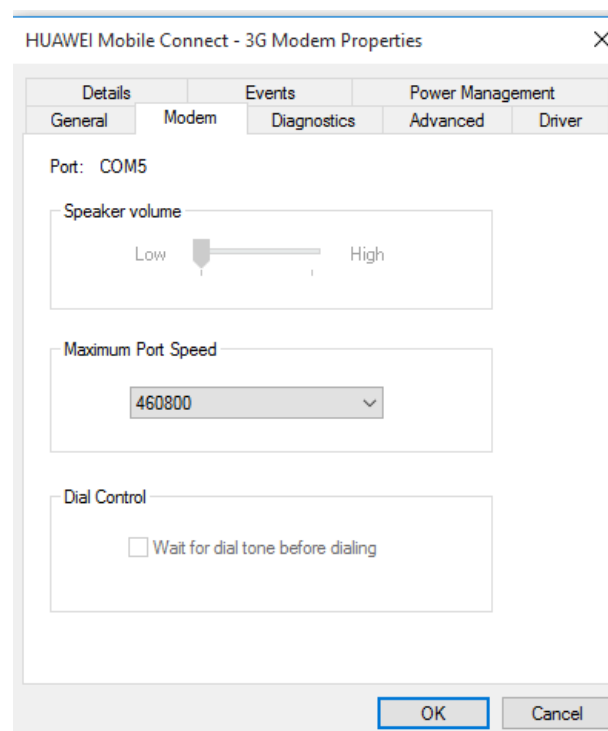 HUAWEI Mobile Connect - 3G Modem Properties
Details Events Power Management
General Modem Diagnostics Advanced Driver
Port: COM5
Speaker volume
Low High
Maximum Port Speed
460800
Dial Control
Wait for dial tone before dialing
OK Cancel